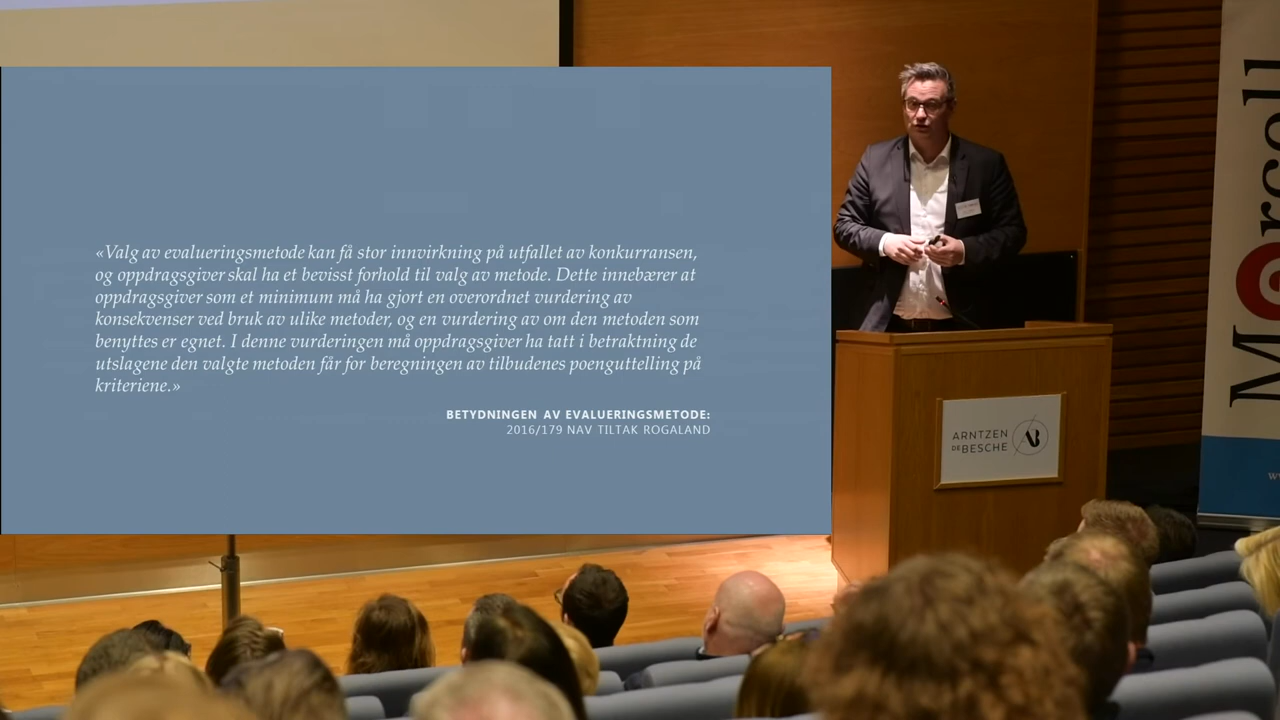 «Valg av evalueringsmetode kan få stor innvirkning på utfallet av konkurransen,
og oppdragsgiver skal ha et bevisst forhold til valg av metode. Dette innebærer at
oppdragsgiver som et minimum må ha gjort en overordnet vurdering av
konsekvenser ved bruk av ulike metoder, og en vurdering av om den metoden som
benyttes er egnet. I denne vurderingen må oppdragsgiver ha tatt i betraktning de
utslagene den valgte metoden får for beregningen av tilbudenes poenguttelling på
kriteriene.»
BETYDNINGEN AV EVALUERINGSMETODE:
2016/179 NAV TILTAK ROGALAND
ARNTZEN
DE BESCHE